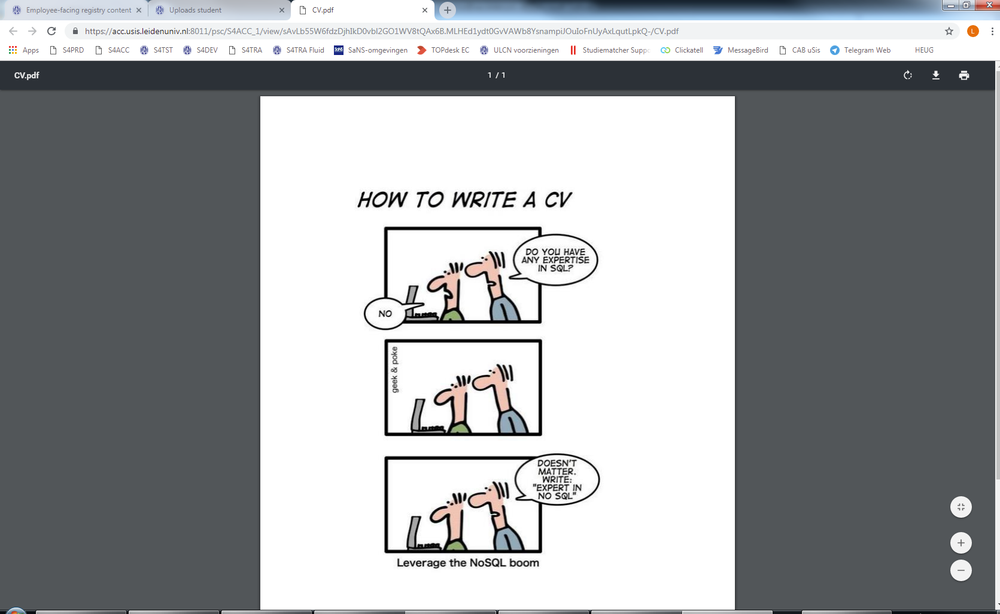 Employee-facing registry content
Uploads student
CV.pdf
https://acc.usis.leidenuniv.nl:8011/psc/S4ACC_1/view/sAvLb55W6fdzDjhIkD0vbl2GO1WV8tQAx6B.MLHEd1ydt0GvVAWb8YsnampiJOuIoFnUyAxLqutLpkQ-/CV.pdf
L
Apps S4PRD S4ACC S4TST S4DEV S4TRA S4TRA Fluid SaNS SaNS-omgevingen TOPdesk EC ULCN voorzieningen Studiematcher Suppo Clickatell MessageBird CAB uSis Telegram Web HEUG
CV.pdf
1 / 1
HOW TO WRITE A CV
DO YOU HAVE
ANY EXPERTISE
IN SQL?
NO
geek & poke
DOESN'T
MATTER.
WRITE:
"EXPERT IN
NO SQL"
Leverage the NoSQL boom